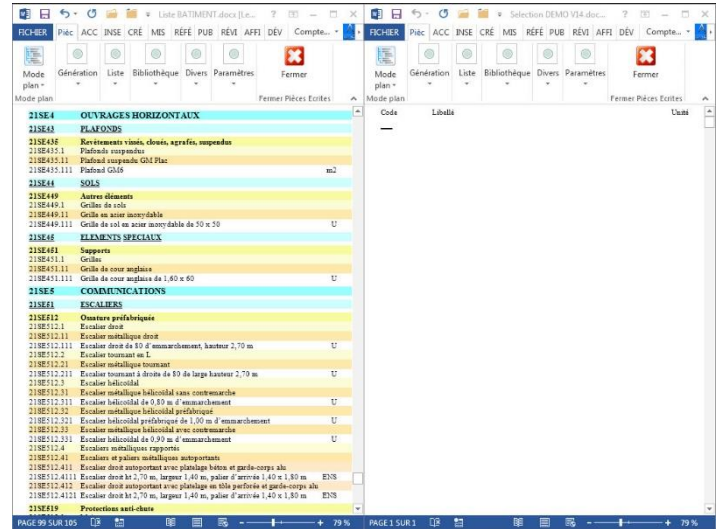 Liste BATIMENT.docx [Le...
FICHIER Pièc ACC INSE CRÉ MIS RÉFÉ PUB RÉVI AFFI DÉV Compte...
Mode plan
Génération
Liste
Bibliothèque
Divers
Paramètres
Fermer
Mode plan
Fermer Pièces Ecrites
21SE4 OUVRAGES HORIZONTAUX
21SE43 PLAFONDS
21SE435 Revêtements vissés, cloués, agrafés, suspendus
21SE435.1 Plafonds suspendus
21SE435.11 Plafond suspendu GM Plac
21SE435.111 Plafond GM6 m2
21SE44 SOLS
21SE449 Autres éléments
21SE449.1 Grilles de sols
21SE449.11 Grille en acier inoxydable
21SE449.111 Grille de sol en acier inoxydable de 50 x 50 U
21SE45 ELEMENTS SPECIAUX
21SE451 Supports
21SE451.1 Grilles
21SE451.11 Grille de cour anglaise
21SE451.111 Grille de cour anglaise de 1,60 x 60 U
21SE5 COMMUNICATIONS
21SE51 ESCALIERS
21SE512 Ossature préfabriquée
21SE512.1 Escalier droit
21SE512.11 Escalier métallique droit
21SE512.111 Escalier droit de 80 d'emmarchement, hauteur 2,70 m U
21SE512.2 Escalier tournant en L
21SE512.21 Escalier métallique tournant
21SE512.211 Escalier tournant à droite de 80 de large hauteur 2,70 m U
21SE512.3 Escalier hélicoïdal
21SE512.31 Escalier métallique hélicoïdal sans contremarche
21SE512.311 Escalier hélicoïdal de 0,80 m d'emmarchement U
21SE512.32 Escalier métallique hélicoïdal préfabriqué
21SE512.321 Escalier hélicoïdal préfabriqué de 1,00 m d'emmarchement U
21SE512.33 Escalier métallique hélicoïdal avec contremarche
21SE512.331 Escalier hélicoïdal de 0,90 m d'emmarchement U
21SE512.4 Escaliers métalliques rapportés
21SE512.41 Escaliers et paliers métalliques autoportants
21SE512.411 Escalier droit autoportant avec platelage béton et garde-corps alu
21SE512.4111 Escalier droit ht 2,70 m, largeur 1,40 m, palier d'arrivée 1,40 x 1,80 m ENS
21SE512.412 Escalier droit autoportant avec platelage en tôle perforée et garde-corps alu
21SE512.4121 Escalier droit ht 2,70 m, largeur 1,40 m, palier d'arrivée 1,40 x 1,80 m ENS
21SE519 Protections anti-chute
PAGE 99 SUR 105 79 %
Selection DEMO V14.doc...
FICHIER Pièc ACC INSE CRÉ MIS RÉFÉ PUB RÉVI AFFI DÉV Compte...
Mode plan
Génération
Liste
Bibliothèque
Divers
Paramètres
Fermer
Mode plan
Fermer Pièces Ecrites
Code Libellé Unité
PAGE 1 SUR 1 79 %